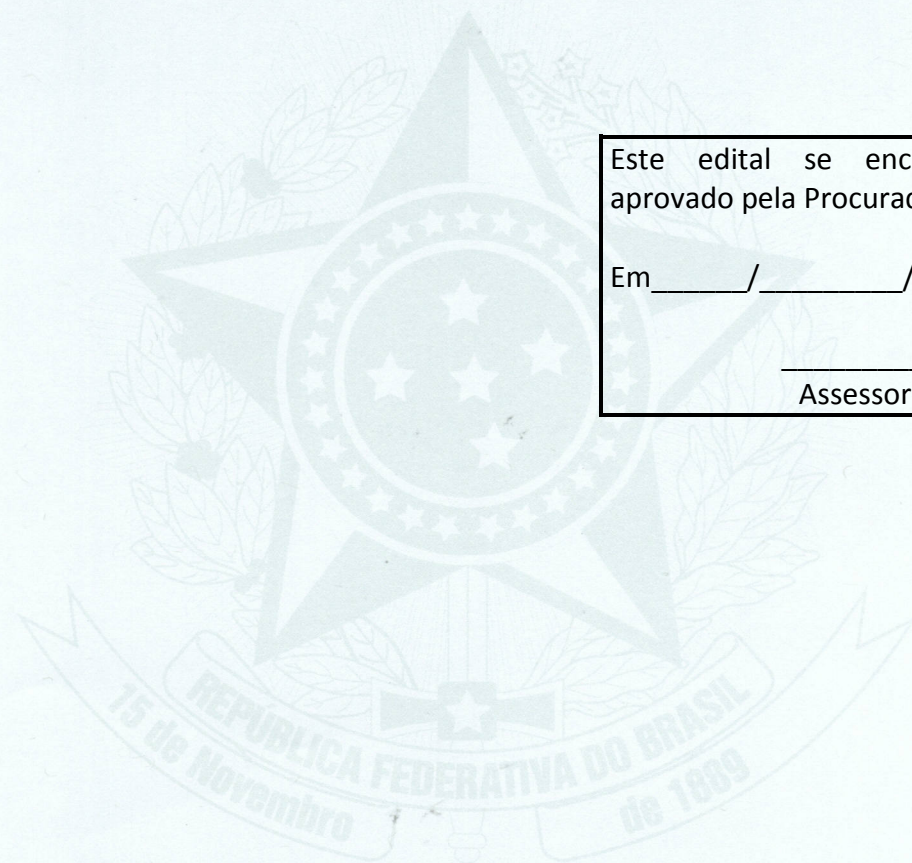 Este edital se enc
aprovado pela Procurad
Em______/_________/
Assessor
REPÚBLICA FEDERATIVA DO BRASIL
15 de Novembro
de 1889